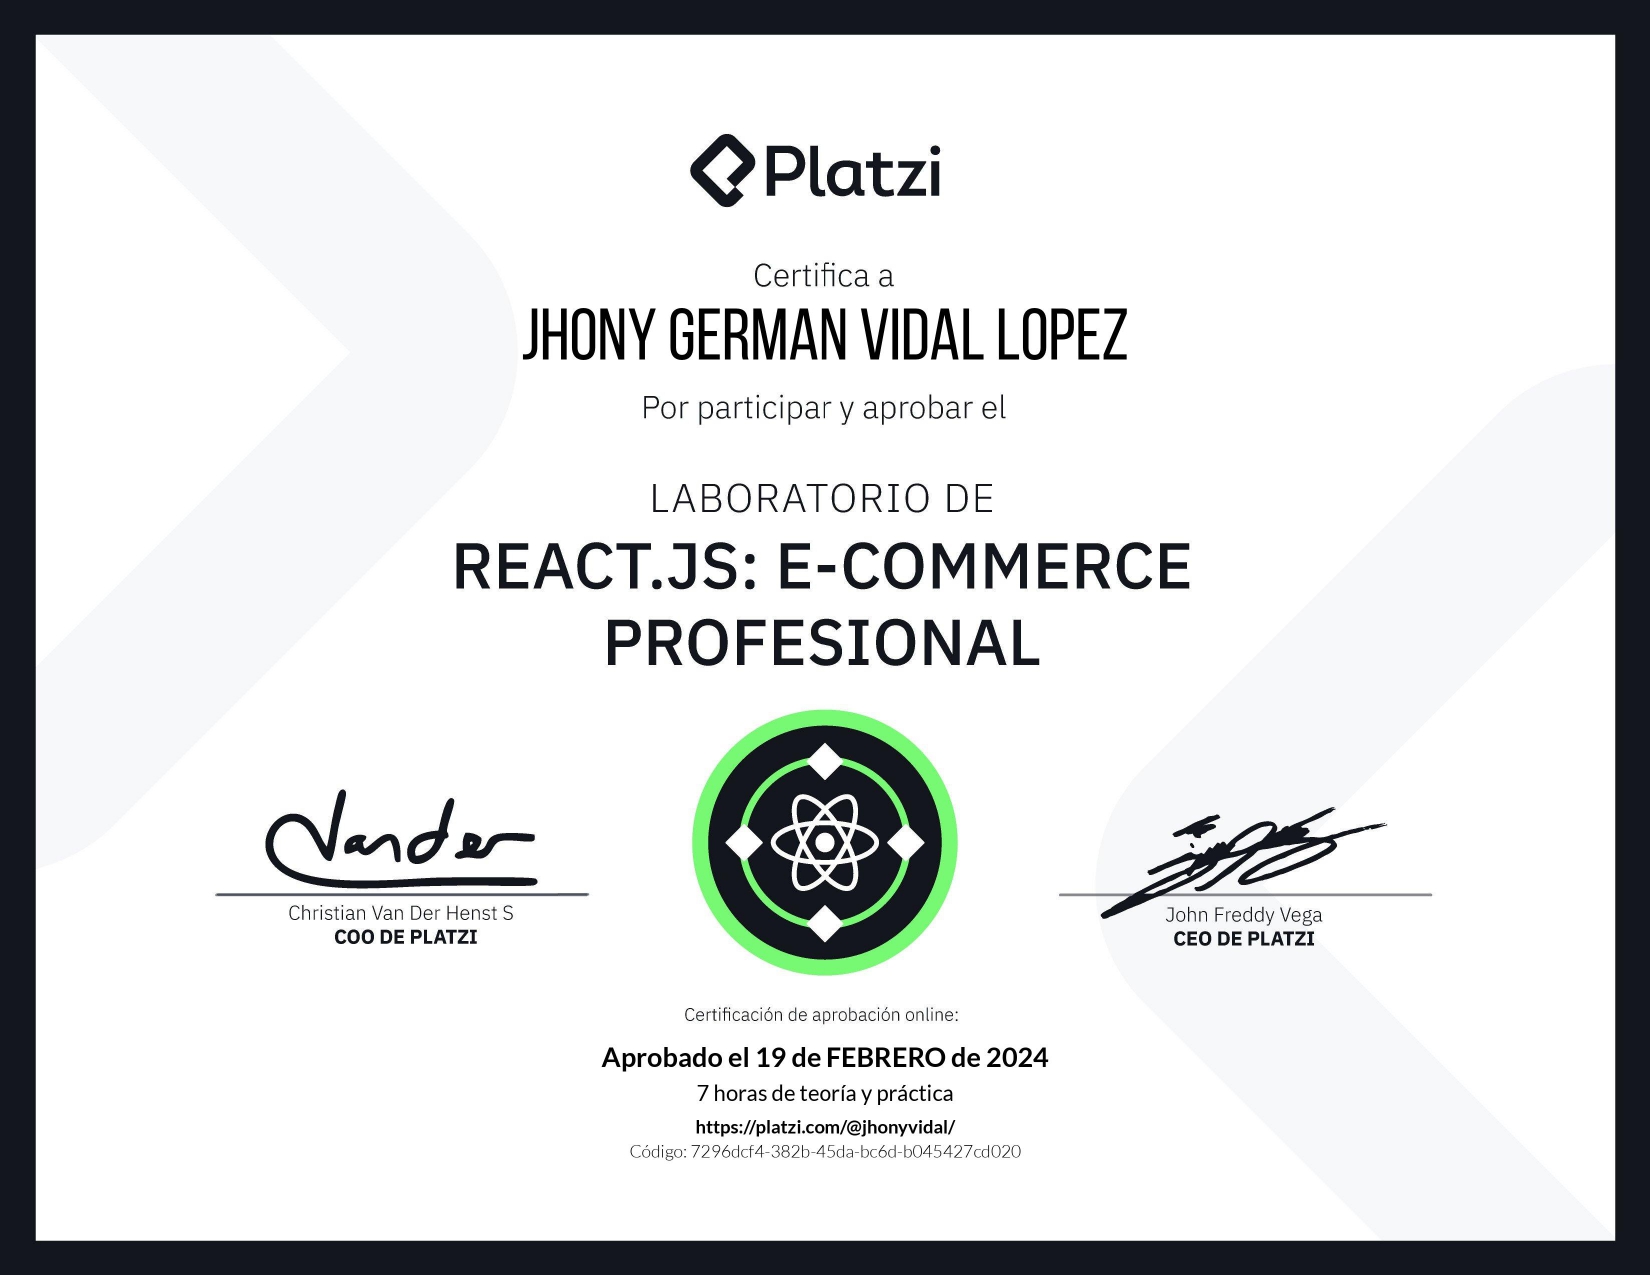 Platzi
Certifica a
JHONY GERMAN VIDAL LOPEZ
Por participar y aprobar el
LABORATORIO DE
REACT.JS: E-COMMERCE
PROFESIONAL
Vander
Christian Van Der Henst S
COO DE PLATZI
John Freddy Vega
CEO DE PLATZI
Certificación de aprobación online:
Aprobado el 19 de FEBRERO de 2024
7 horas de teoría y práctica
https://platzi.com/@jhonyvidal/
Código: 7296dcf4-382b-45da-bc6d-b045427cd020